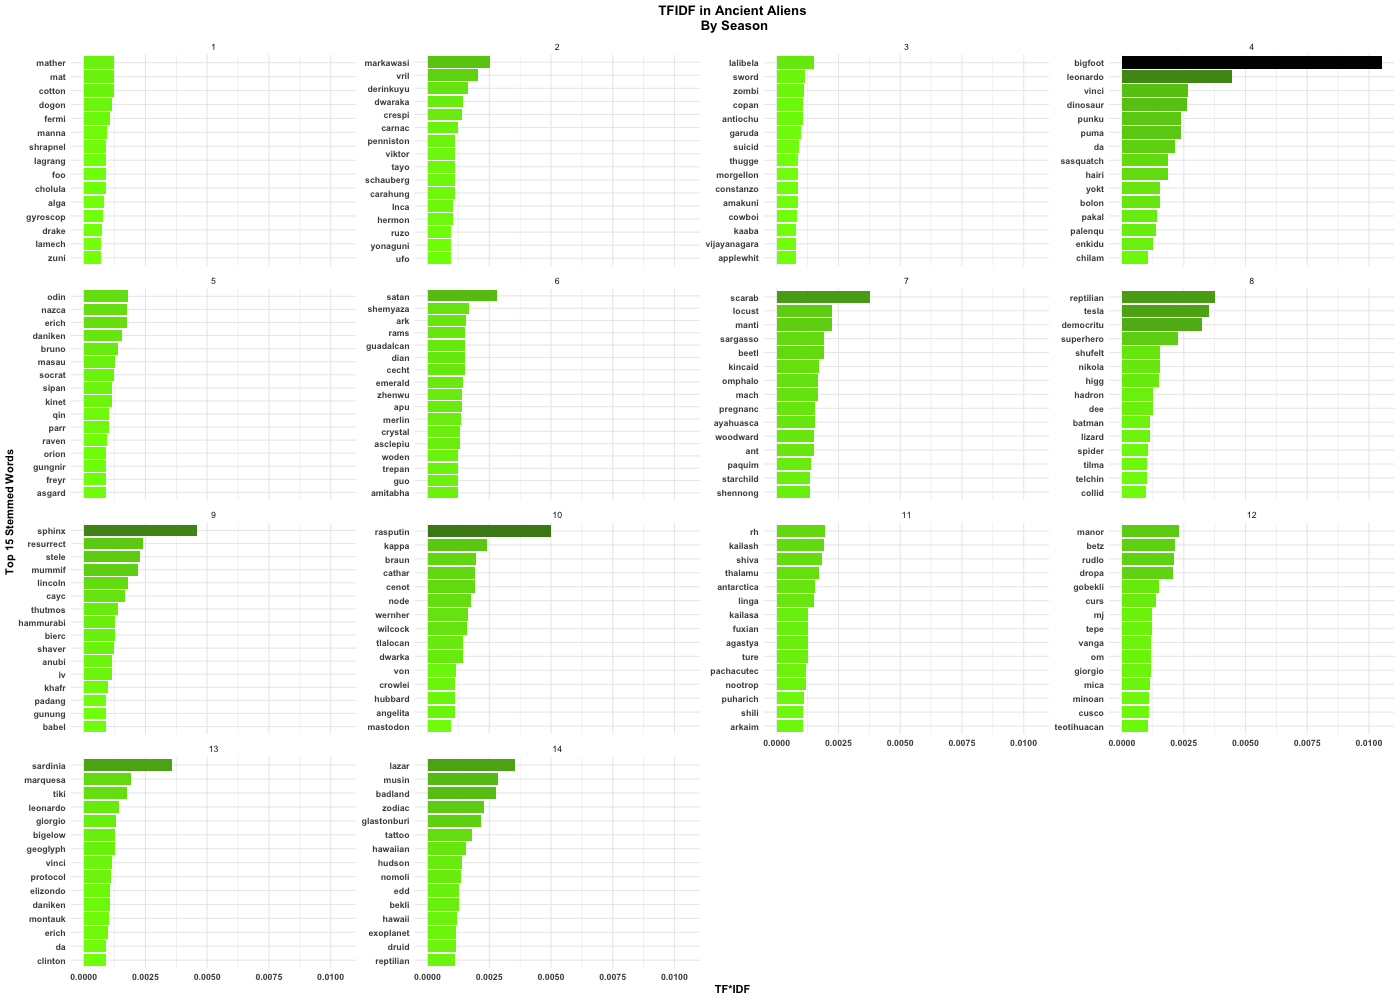 TFIDF in Ancient Aliens
By Season
Top 15 Stemmed Words
1
mather
mat
cotton
dogon
fermi
manna
shrapnel
lagrang
foo
cholula
alga
gyroscop
drake
lamech
zuni
2
markawasi
vril
derinkuyu
dwaraka
crespi
carnac
penniston
viktor
tayo
schauberg
carahung
lnca
hermon
ruzo
yonaguni
ufo
3
lalibela
sword
zombi
copan
antiochu
garuda
suicid
thugge
morgellon
constanzo
amakuni
cowboi
kaaba
vijayanagara
applewhit
4
bigfoot
leonardo
vinci
dinosaur
punku
puma
da
sasquatch
hairi
yokt
bolon
pakal
palenqu
enkidu
chilam
5
odin
nazca
erich
daniken
bruno
masau
socrat
sipan
kinet
qin
parr
raven
orion
gungnir
freyr
asgard
6
satan
shemyaza
ark
rams
guadalcan
dian
cecht
emerald
zhenwu
apu
merlin
crystal
asclepiu
woden
trepan
guo
amitabha
7
scarab
locust
manti
sargasso
beetl
kincaid
omphalo
mach
pregnanc
ayahuasca
woodward
ant
paquim
starchild
shennong
8
reptilian
tesla
democritu
superhero
shufelt
nikola
higg
hadron
dee
batman
lizard
spider
tilma
telchin
collid
9
sphinx
resurrect
stele
mummif
lincoln
cayc
thutmos
hammurabi
bierc
shaver
anubi
iv
khafr
padang
gunung
babel
10
rasputin
kappa
braun
cathar
cenot
node
wernher
wilcock
tlalocan
dwarka
von
crowlei
hubbard
angelita
mastodon
11
rh
kailash
shiva
thalamu
antarctica
linga
kailasa
fuxian
agastya
ture
pachacutec
nootrop
puharich
shili
arkaim
0.0000 0.0025 0.0050 0.0075 0.0100
12
manor
betz
rudlo
dropa
gobekli
curs
mj
tepe
vanga
om
giorgio
mica
minoan
cusco
teotihuacan
0.0000 0.0025 0.0050 0.0075 0.0100
13
sardinia
marquesa
tiki
leonardo
giorgio
bigelow
geoglyph
vinci
protocol
elizondo
daniken
montauk
erich
da
clinton
0.0000 0.0025 0.0050 0.0075 0.0100
14
lazar
musin
badland
zodiac
glastonburi
tattoo
hawaiian
hudson
nomoli
edd
bekli
hawaii
exoplanet
druid
reptilian
0.0000 0.0025 0.0050 0.0075 0.0100
TF*IDF